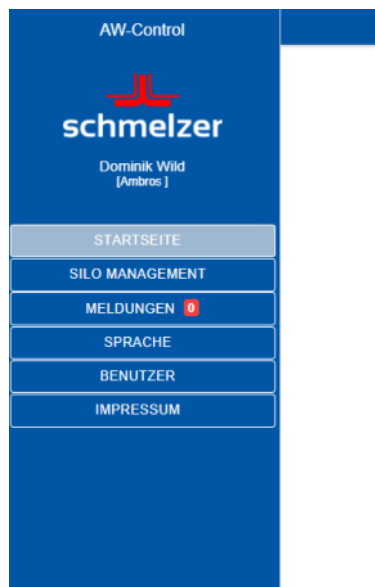 AW-Control
schmelzer
Dominik Wild
[Ambros ]
STARTSEITE
SILO MANAGEMENT
MELDUNGEN 0
SPRACHE
BENUTZER
IMPRESSUM